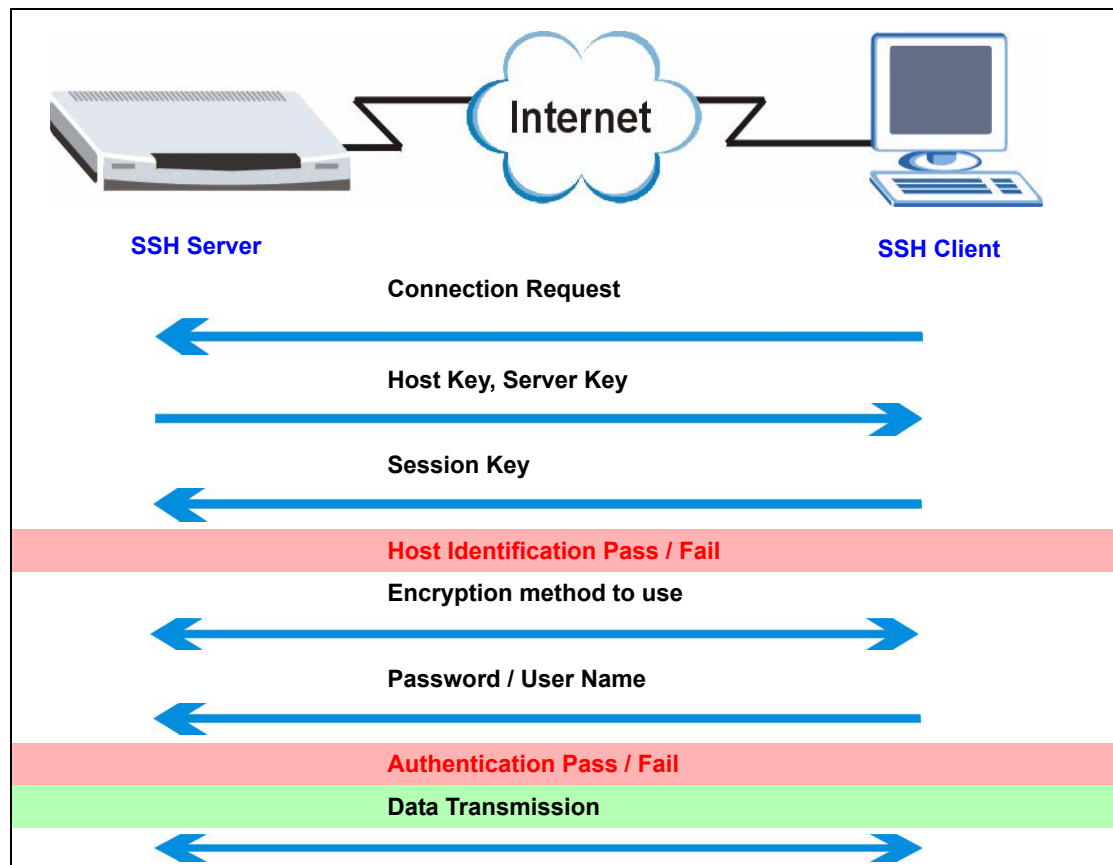 Internet
SSH Server
SSH Client
Connection Request
Host Key, Server Key
Session Key
Host Identification Pass / Fail
Encryption method to use
Password / User Name
Authentication Pass / Fail
Data Transmission